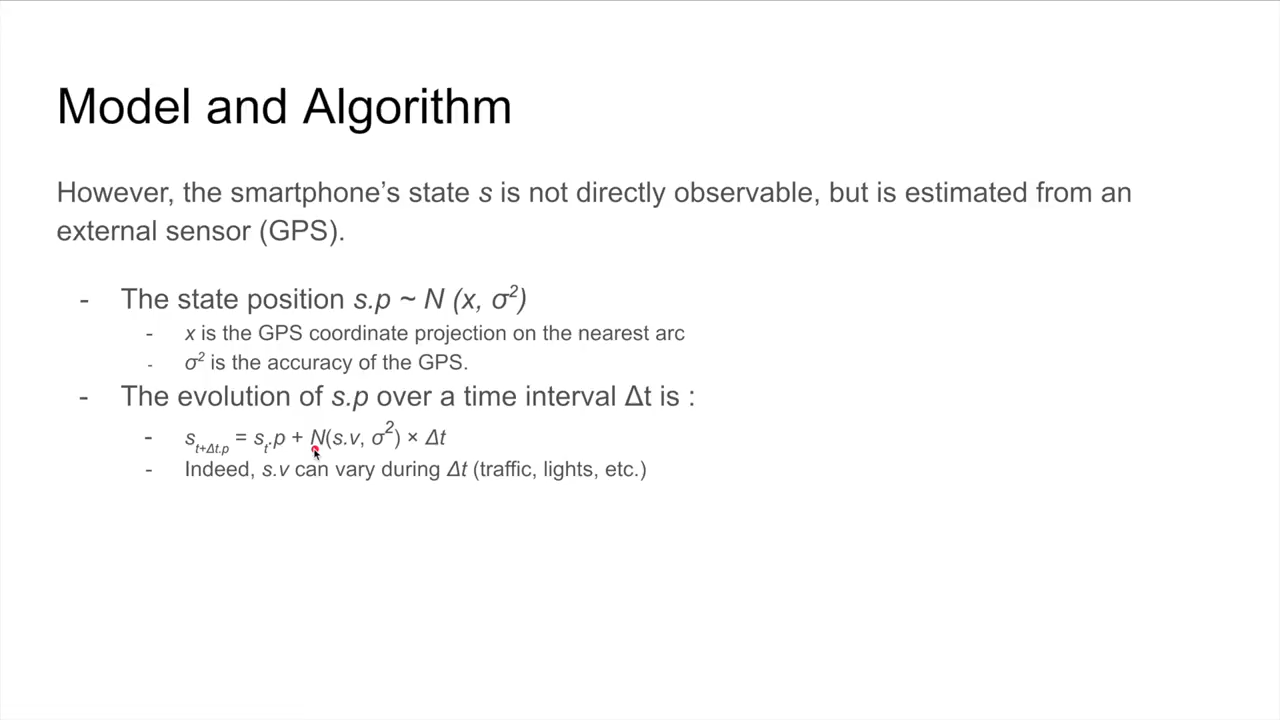 Model and Algorithm
However, the smartphone’s state s is not directly observable, but is estimated from an
external sensor (GPS).
- The state position s.p ~ N (x, σ²)
- x is the GPS coordinate projection on the nearest arc
- σ² is the accuracy of the GPS.
- The evolution of s.p over a time interval Δt is :
- s_{t+Δt.p} = s_t.p + N(s.v, σ²) × Δt
- Indeed, s.v can vary during Δt (traffic, lights, etc.)